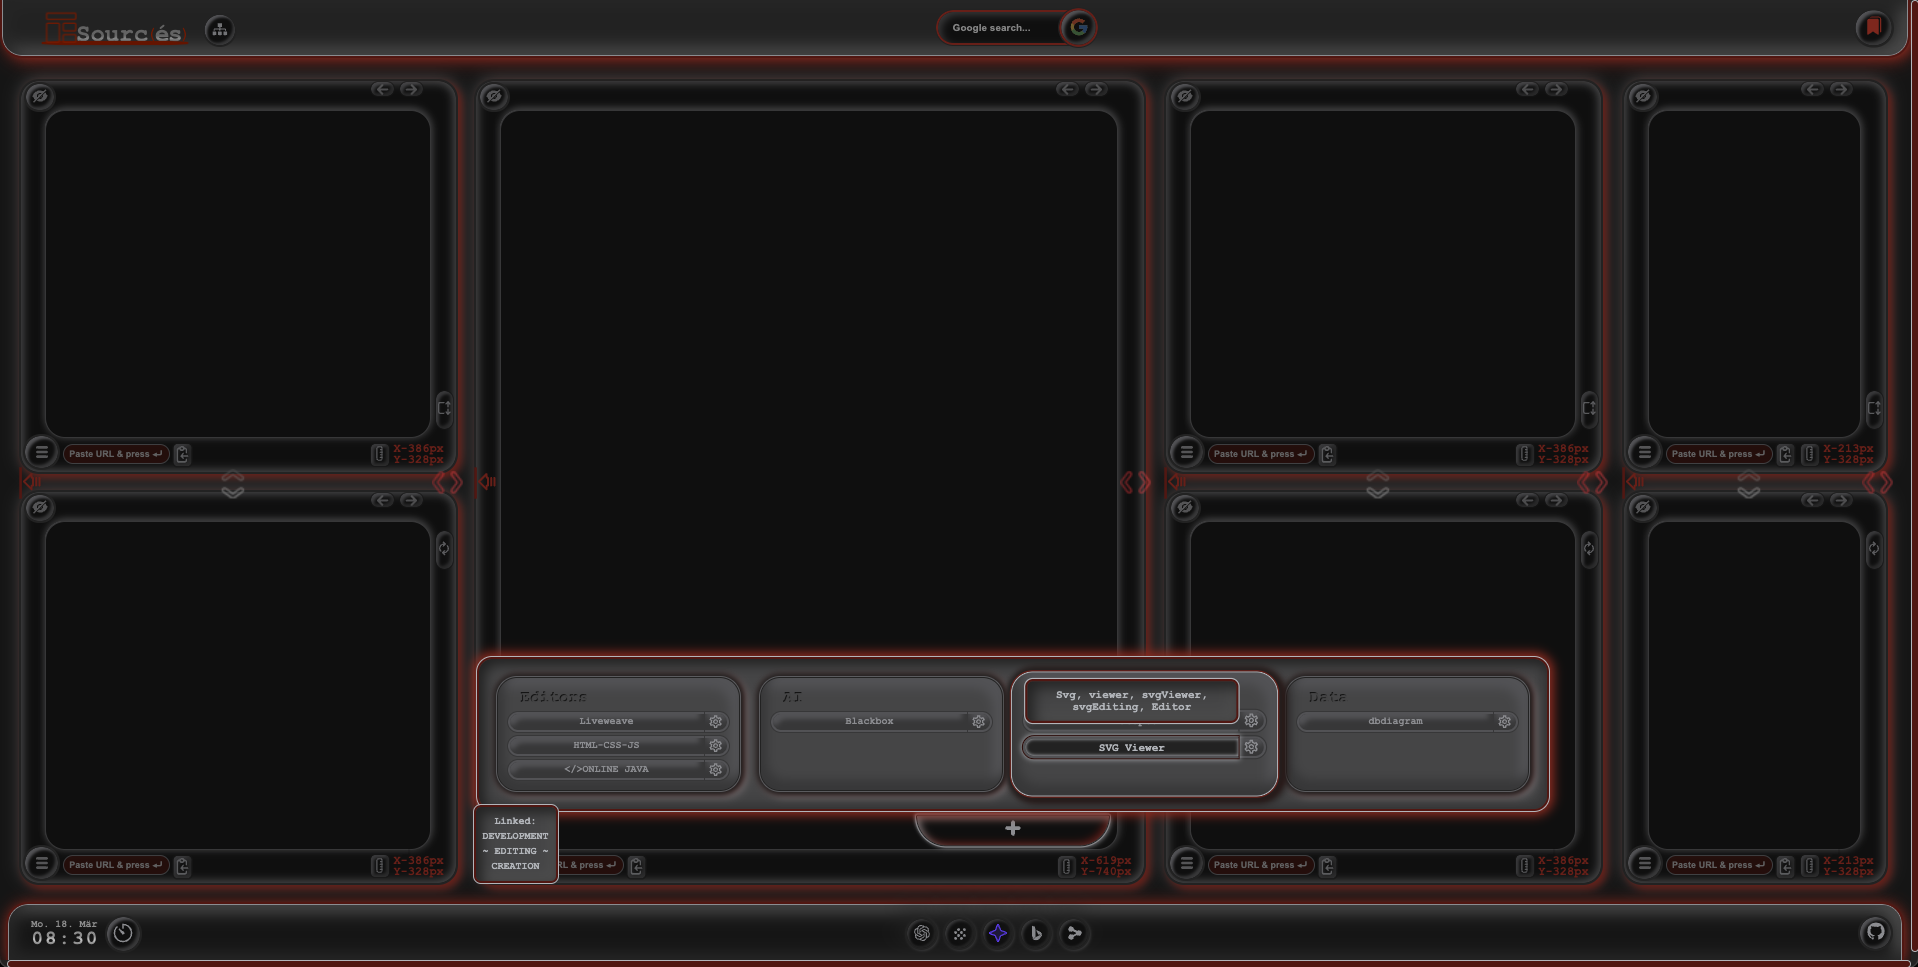 Sourc(és)
Google search...
Paste URL & press ↵
X-386px
Y-328px
Paste URL & press ↵
X-386px
Y-328px
Paste URL & press ↵
X-213px
Y-328px
Editors
Liveweave
HTML-CSS-JS
</>ONLINE JAVA
AI
Blackbox
Svg, viewer, svgViewer,
svgEditing, Editor
SVG Viewer
Data
dbdiagram
Linked:
DEVELOPMENT
~ EDITING ~
CREATION
Paste URL & press ↵
X-386px
Y-328px
RL & press ↵
X-619px
Y-740px
Paste URL & press ↵
X-386px
Y-328px
Paste URL & press ↵
X-213px
Y-328px
Mo. 18. Mär
08:30